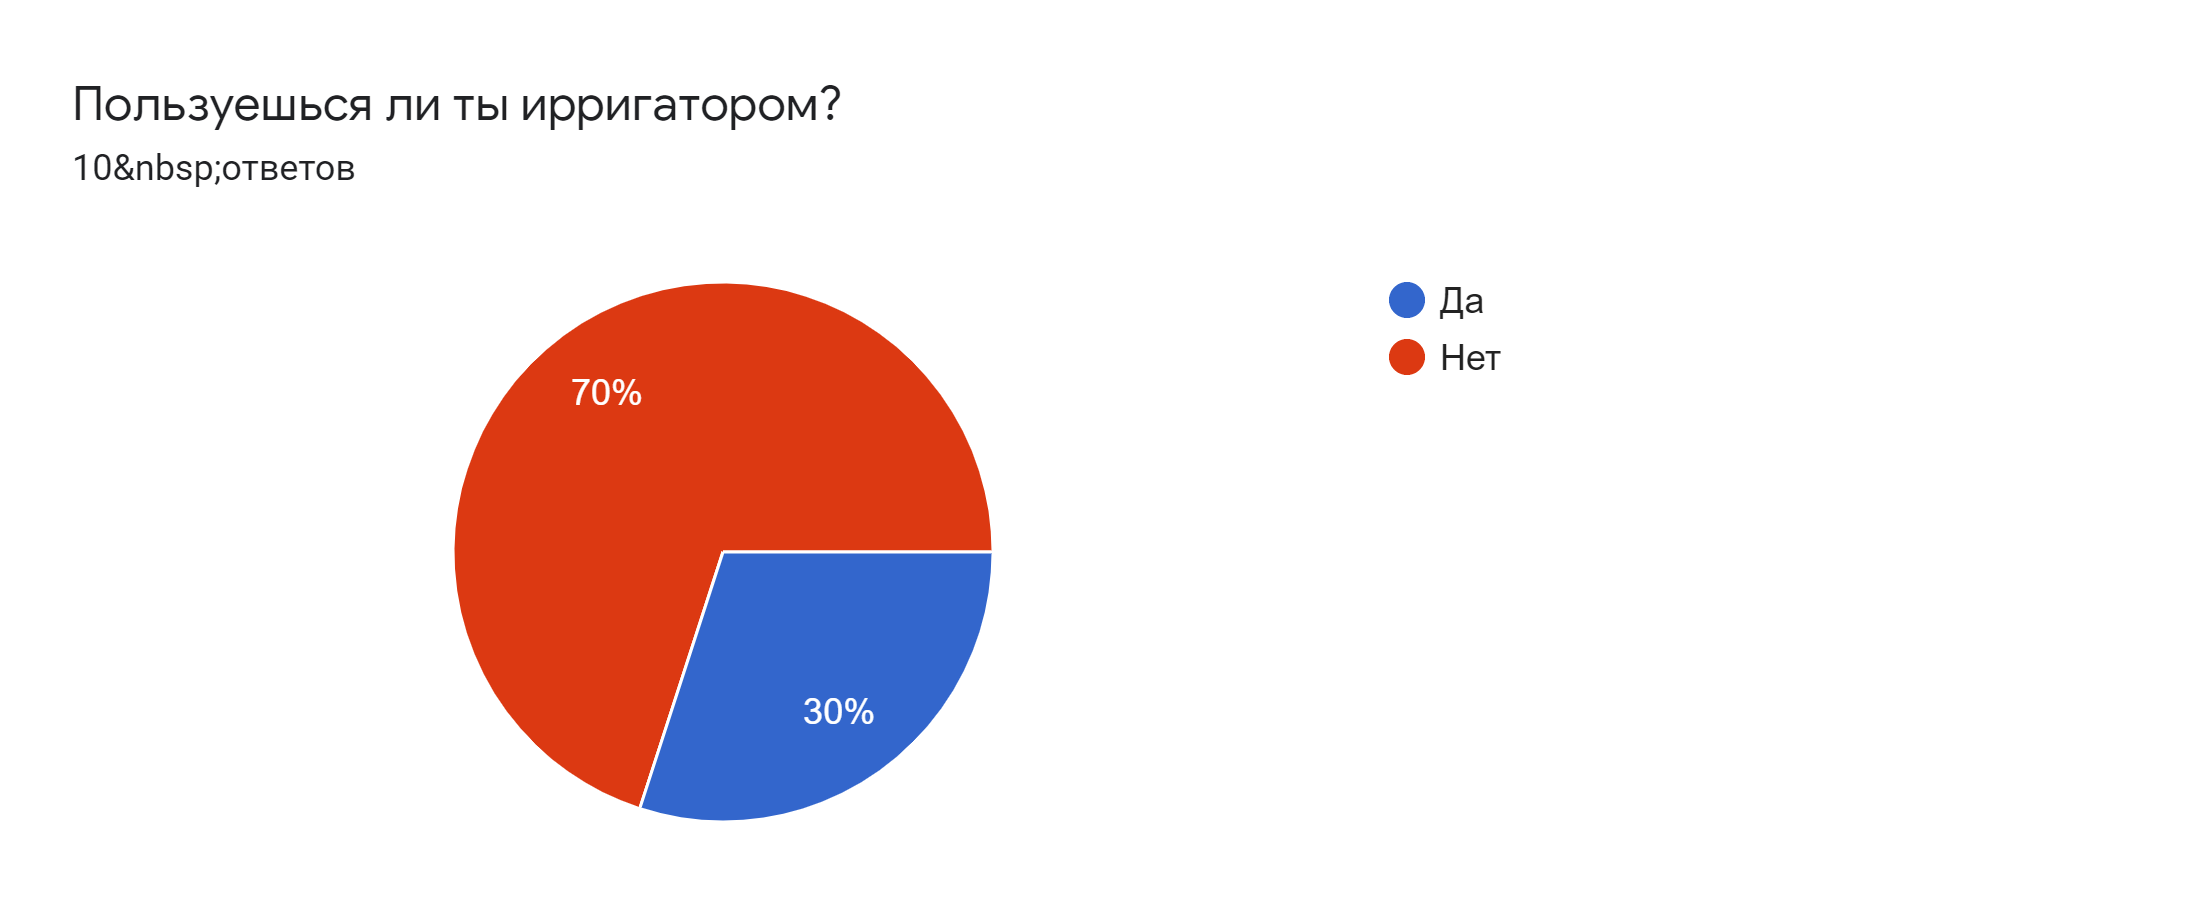 Пользуешься ли ты ирригатором?
10&nbsp;ответов
Да
Нет
70%
30%